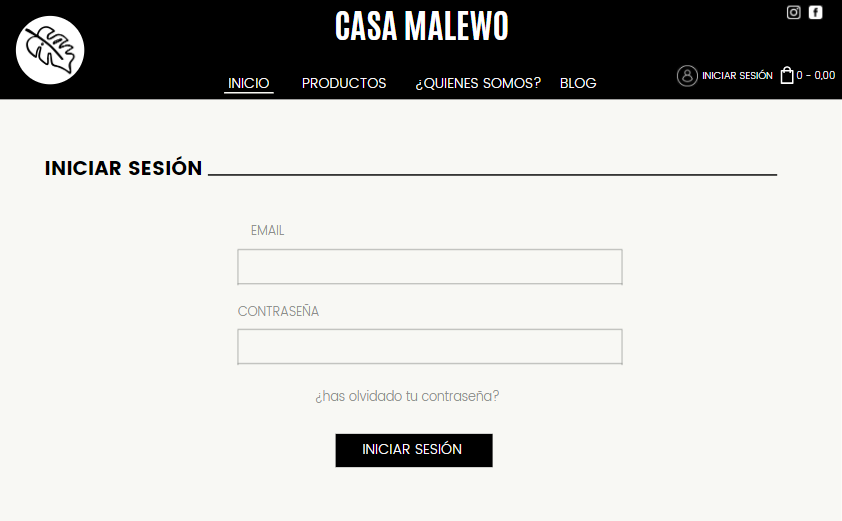 CASA MALEWO
INICIO PRODUCTOS ¿QUIENES SOMOS? BLOG
INICIAR SESIÓN 0 - 0,00
INICIAR SESIÓN
EMAIL
CONTRASEÑA
¿has olvidado tu contraseña?
INICIAR SESIÓN